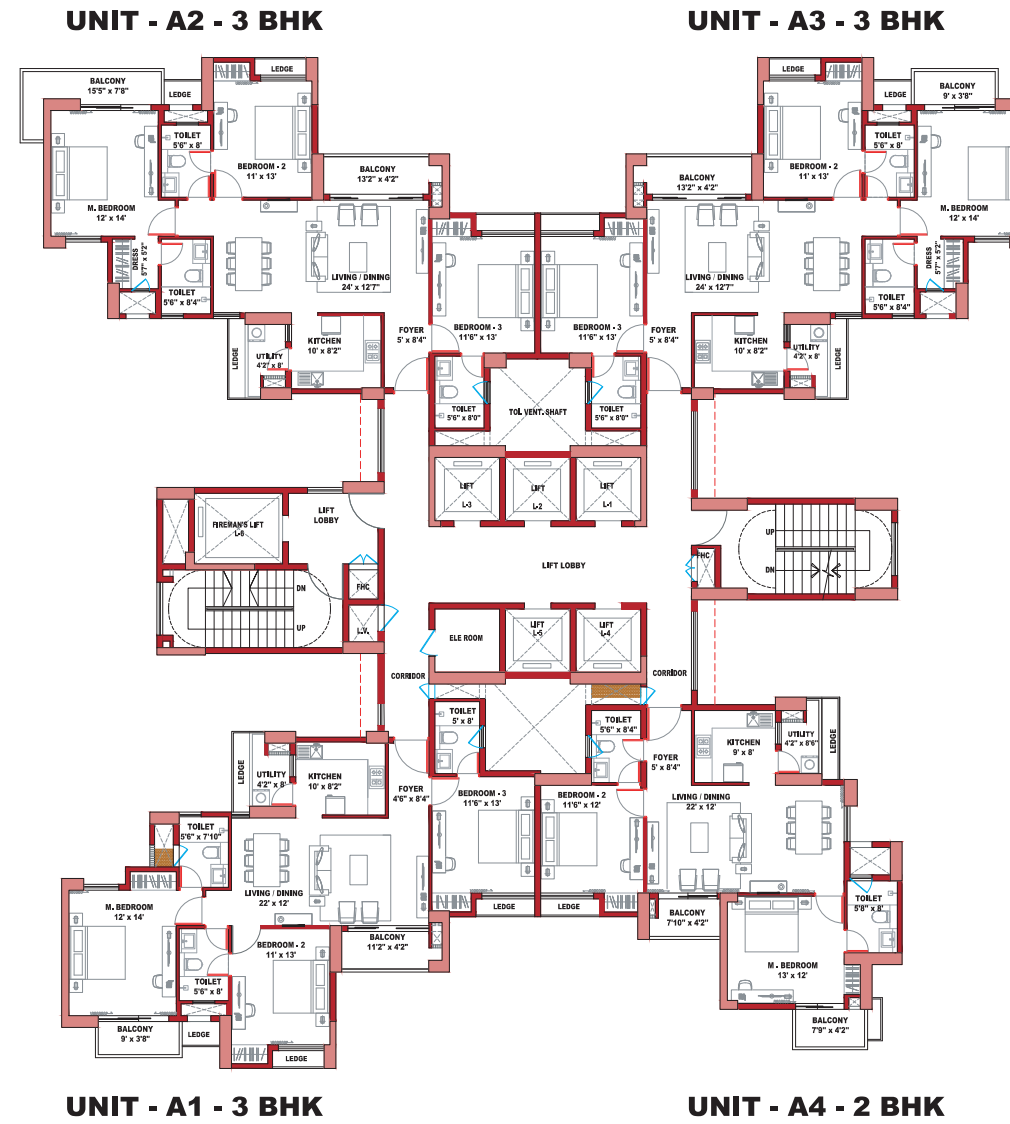 UNIT - A2 - 3 BHK
UNIT - A3 - 3 BHK
BALCONY
15'5" x 7'8"
LEDGE
LEDGE
TOILET
5'6" x 8'
BEDROOM - 2
11' x 13'
M. BEDROOM
12' x 14'
BALCONY
13'2" x 4'2"
DRESS
5'7" x 5'2"
TOILET
5'6" x 8'4"
LIVING / DINING
24' x 12'7"
LEDGE
UTILITY
4'2" x 8'
KITCHEN
10' x 8'2"
FOYER
5' x 8'4"
BEDROOM - 3
11'6" x 13'
TOILET
5'6" x 8'0"
LEDGE
LEDGE
BALCONY
9' x 3'8"
TOILET
5'6" x 8'
BEDROOM - 2
11' x 13'
M. BEDROOM
12' x 14'
BALCONY
13'2" x 4'2"
DRESS
5'7" x 5'2"
TOILET
5'6" x 8'4"
LIVING / DINING
24' x 12'7"
BEDROOM - 3
11'6" x 13'
FOYER
5' x 8'4"
KITCHEN
10' x 8'2"
UTILITY
4'2" x 8'
LEDGE
TOILET
5'6" x 8'0"
TOI. VENT. SHAFT
LIFT
L-3
LIFT
L-2
LIFT
L-1
FIREMAN'S LIFT
L-6
LIFT
LOBBY
UP
DN
FHC
LIFT LOBBY
FHC
DN
UP
L.V.
ELE ROOM
LIFT
L-5
LIFT
L-4
CORRIDOR
CORRIDOR
TOILET
5' x 8'
TOILET
5'6" x 8'4"
LEDGE
UTILITY
4'2" x 8'
KITCHEN
10' x 8'2"
FOYER
4'6" x 8'4"
BEDROOM - 3
11'6" x 13'
TOILET
5'6" x 7'10"
M. BEDROOM
12' x 14'
LIVING / DINING
22' x 12'
LEDGE
BALCONY
11'2" x 4'2"
BEDROOM - 2
11' x 13'
TOILET
5'6" x 8'
BALCONY
9' x 3'8"
LEDGE
LEDGE
BEDROOM - 2
11'6" x 12'
FOYER
5' x 8'4"
KITCHEN
9' x 8'
UTILITY
4'2" x 8'6"
LEDGE
LIVING / DINING
22' x 12'
LEDGE
BALCONY
7'10" x 4'2"
TOILET
5'8" x 8'
M. BEDROOM
13' x 12'
BALCONY
7'9" x 4'2"
UNIT - A1 - 3 BHK
UNIT - A4 - 2 BHK